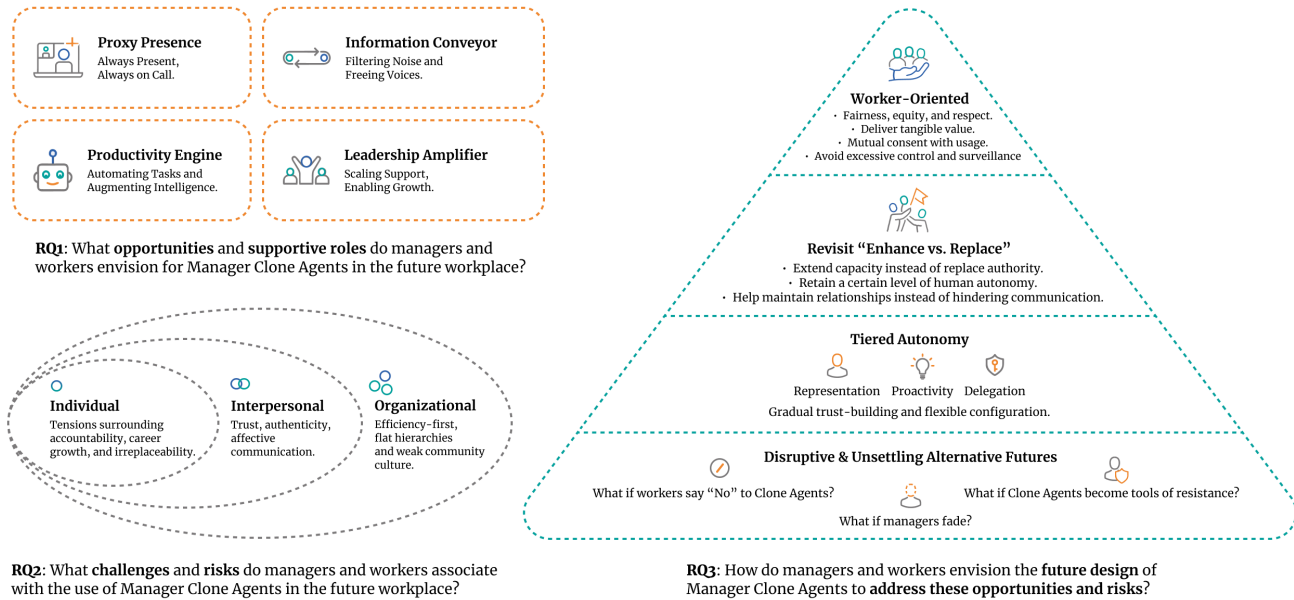 Proxy Presence
Always Present,
Always on Call.
Information Conveyor
Filtering Noise and
Freeing Voices.
Productivity Engine
Automating Tasks and
Augmenting Intelligence.
Leadership Amplifier
Scaling Support,
Enabling Growth.
RQ1: What opportunities and supportive roles do managers and
workers envision for Manager Clone Agents in the future workplace?
Individual
Tensions surrounding
accountability, career
growth, and irreplaceability.
Interpersonal
Trust, authenticity,
affective
communication.
Organizational
Efficiency-first,
flat hierarchies
and weak community
culture.
RQ2: What challenges and risks do managers and workers associate
with the use of Manager Clone Agents in the future workplace?
Worker-Oriented
• Fairness, equity, and respect.
• Deliver tangible value.
• Mutual consent with usage.
• Avoid excessive control and surveillance
Revisit “Enhance vs. Replace”
• Extend capacity instead of replace authority.
• Retain a certain level of human autonomy.
• Help maintain relationships instead of hindering communication.
Tiered Autonomy
Representation Proactivity Delegation
Gradual trust-building and flexible configuration.
Disruptive & Unsettling Alternative Futures
What if workers say “No” to Clone Agents?
What if Clone Agents become tools of resistance?
What if managers fade?
RQ3: How do managers and workers envision the future design of
Manager Clone Agents to address these opportunities and risks?